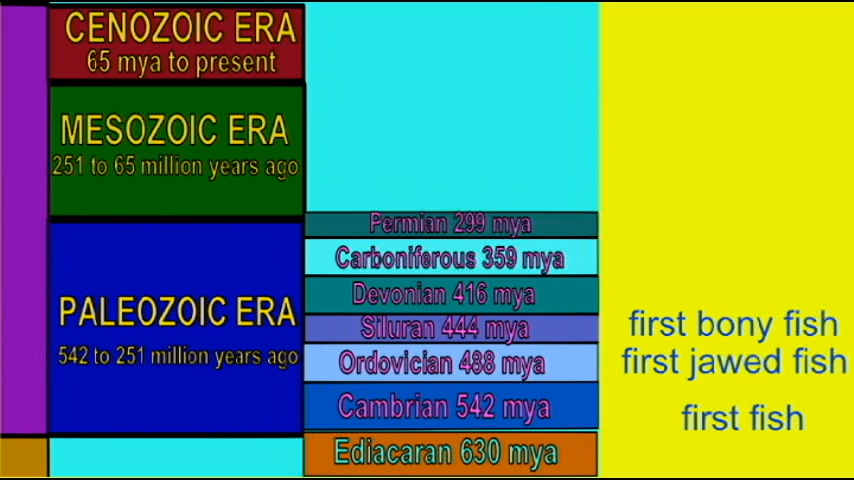 CENOZOIC ERA
65 mya to present
MESOZOIC ERA
251 to 65 million years ago
PALEOZOIC ERA
542 to 251 million years ago
Permian 299 mya
Carboniferous 359 mya
Devonian 416 mya
Siluran 444 mya
Ordovician 488 mya
Cambrian 542 mya
Ediacaran 630 mya
first bony fish
first jawed fish
first fish